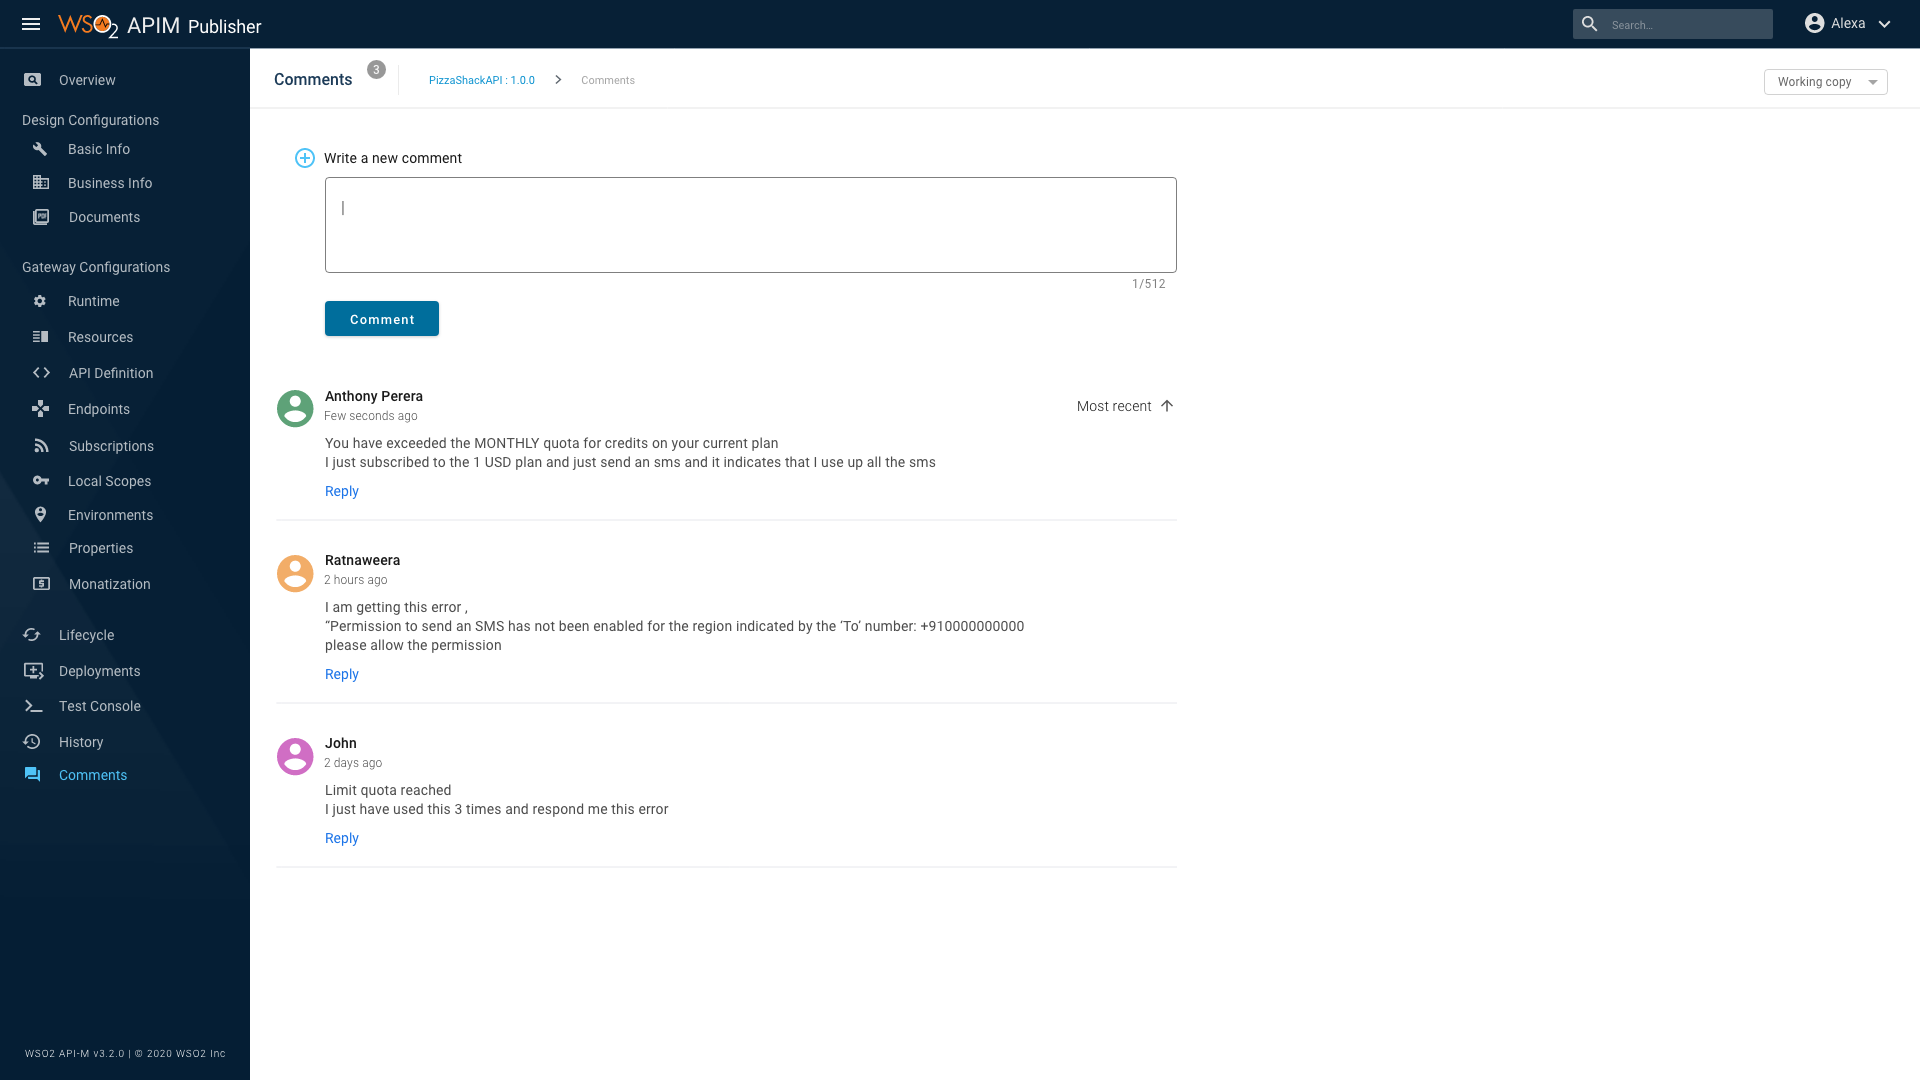 WSO2 APIM Publisher
Search...
Alexa
Overview
Design Configurations
Basic Info
Business Info
Documents
Gateway Configurations
Runtime
Resources
API Definition
Endpoints
Subscriptions
Local Scopes
Environments
Properties
Monatization
Lifecycle
Deployments
Test Console
History
Comments
WSO2 API-M v3.2.0 | © 2020 WSO2 Inc
Comments 3
PizzaShackAPI : 1.0.0 > Comments
Working copy
Write a new comment
1/512
Comment
Most recent
Anthony Perera
Few seconds ago
You have exceeded the MONTHLY quota for credits on your current plan
I just subscribed to the 1 USD plan and just send an sms and it indicates that I use up all the sms
Reply
Ratnaweera
2 hours ago
I am getting this error ,
“Permission to send an SMS has not been enabled for the region indicated by the ‘To’ number: +910000000000
please allow the permission
Reply
John
2 days ago
Limit quota reached
I just have used this 3 times and respond me this error
Reply